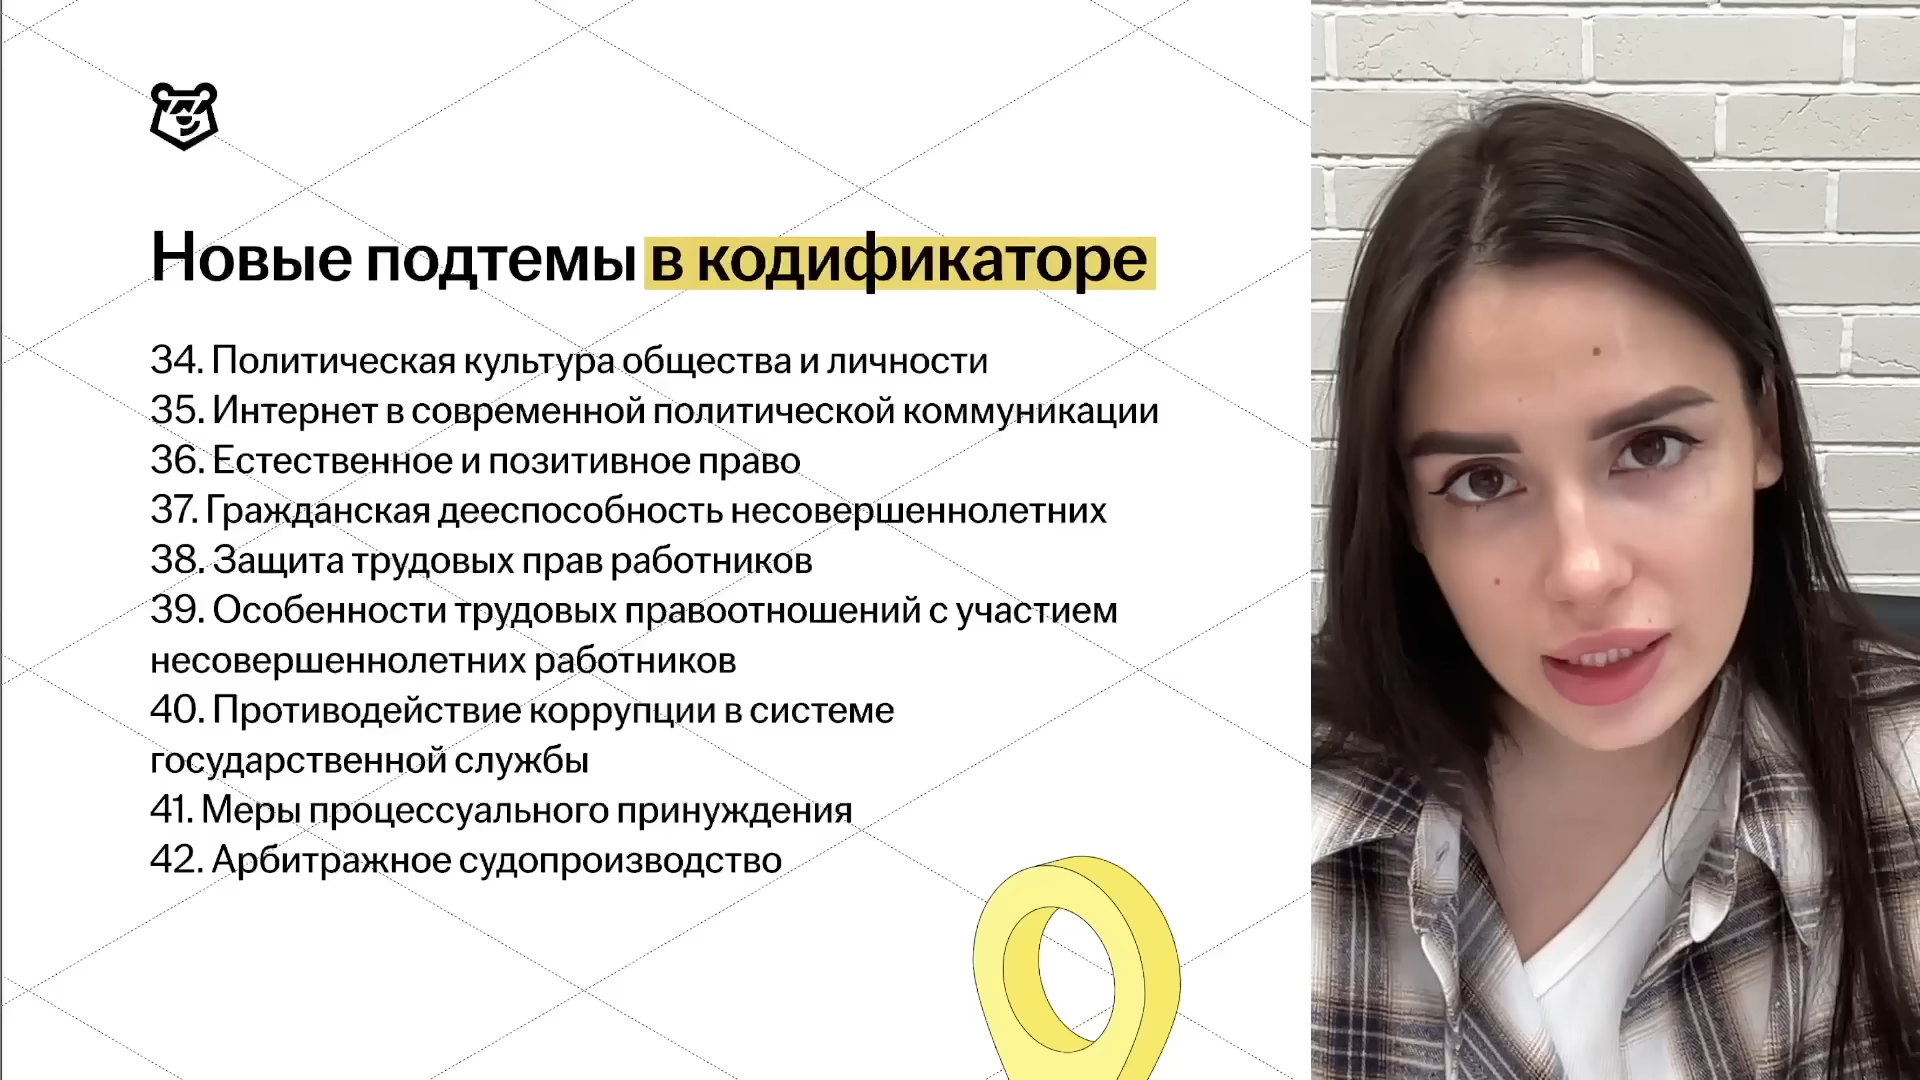 Новые подтемы в кодификаторе
34. Политическая культура общества и личности
35. Интернет в современной политической коммуникации
36. Естественное и позитивное право
37. Гражданская дееспособность несовершеннолетних
38. Защита трудовых прав работников
39. Особенности трудовых правоотношений с участием
несовершеннолетних работников
40. Противодействие коррупции в системе
государственной службы
41. Меры процессуального принуждения
42. Арбитражное судопроизводство